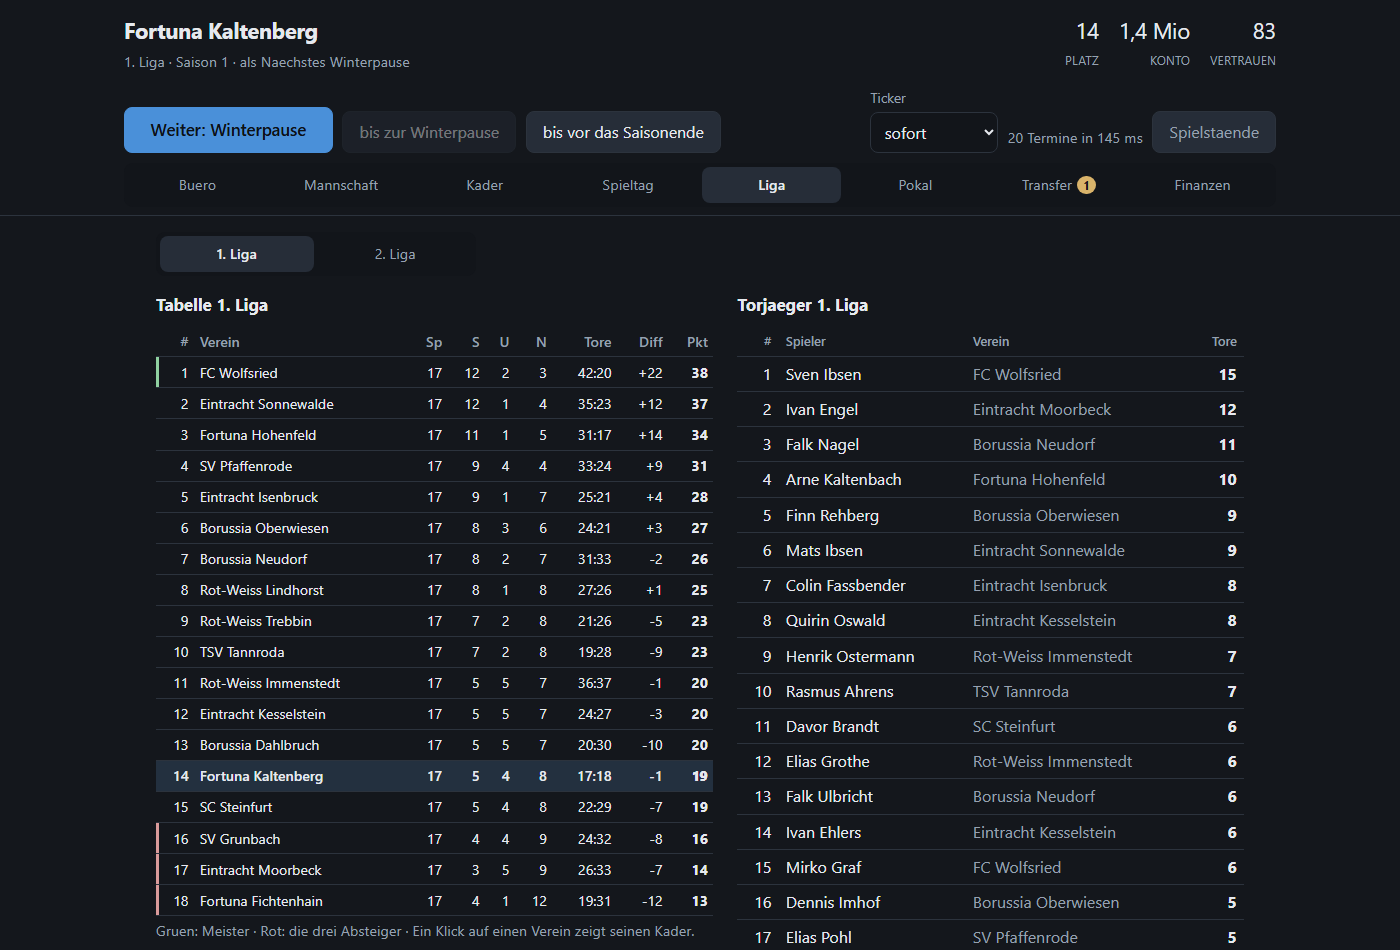 Fortuna Kaltenberg
1. Liga · Saison 1 · als Naechstes Winterpause
14 1,4 Mio 83
PLATZ KONTO VERTRAUEN
Ticker
Weiter: Winterpause bis zur Winterpause bis vor das Saisonende sofort 20 Termine in 145 ms Spielstaende
Buero Mannschaft Kader Spieltag Liga Pokal Transfer 1 Finanzen
1. Liga 2. Liga
Tabelle 1. Liga
# Verein Sp S U N Tore Diff Pkt
1 FC Wolfsried 17 12 2 3 42:20 +22 38
2 Eintracht Sonnewalde 17 12 1 4 35:23 +12 37
3 Fortuna Hohenfeld 17 11 1 5 31:17 +14 34
4 SV Pfaffenrode 17 9 4 4 33:24 +9 31
5 Eintracht Isenbruck 17 9 1 7 25:21 +4 28
6 Borussia Oberwiesen 17 8 3 6 24:21 +3 27
7 Borussia Neudorf 17 8 2 7 31:33 -2 26
8 Rot-Weiss Lindhorst 17 8 1 8 27:26 +1 25
9 Rot-Weiss Trebbin 17 7 2 8 21:26 -5 23
10 TSV Tannroda 17 7 2 8 19:28 -9 23
11 Rot-Weiss Immenstedt 17 5 5 7 36:37 -1 20
12 Eintracht Kesselstein 17 5 5 7 24:27 -3 20
13 Borussia Dahlbruch 17 5 5 7 20:30 -10 20
14 Fortuna Kaltenberg 17 5 4 8 17:18 -1 19
15 SC Steinfurt 17 5 4 8 22:29 -7 19
16 SV Grunbach 17 4 4 9 24:32 -8 16
17 Eintracht Moorbeck 17 3 5 9 26:33 -7 14
18 Fortuna Fichtenhain 17 4 1 12 19:31 -12 13
Gruen: Meister · Rot: die drei Absteiger · Ein Klick auf einen Verein zeigt seinen Kader.
Torjaeger 1. Liga
# Spieler Verein Tore
1 Sven Ibsen FC Wolfsried 15
2 Ivan Engel Eintracht Moorbeck 12
3 Falk Nagel Borussia Neudorf 11
4 Arne Kaltenbach Fortuna Hohenfeld 10
5 Finn Rehberg Borussia Oberwiesen 9
6 Mats Ibsen Eintracht Sonnewalde 9
7 Colin Fassbender Eintracht Isenbruck 8
8 Quirin Oswald Eintracht Kesselstein 8
9 Henrik Ostermann Rot-Weiss Immenstedt 7
10 Rasmus Ahrens TSV Tannroda 7
11 Davor Brandt SC Steinfurt 6
12 Elias Grothe Rot-Weiss Immenstedt 6
13 Falk Ulbricht Borussia Neudorf 6
14 Ivan Ehlers Eintracht Kesselstein 6
15 Mirko Graf FC Wolfsried 6
16 Dennis Imhof Borussia Oberwiesen 5
17 Elias Pohl SV Pfaffenrode 5